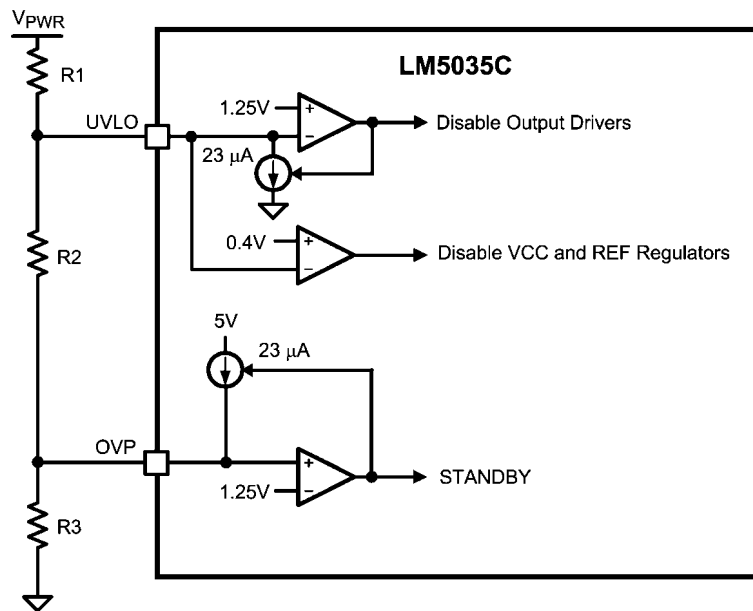 VPWR
LM5035C
R1
1.25V
+
−
UVLO
Disable Output Drivers
23 μA
0.4V
+
−
Disable VCC and REF Regulators
R2
5V
23 μA
OVP
+
−
1.25V
STANDBY
R3